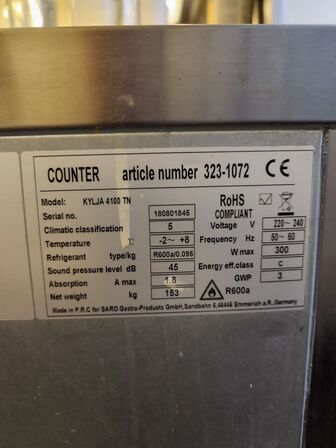 COUNTER article number 323-1072 CE
Model: KYLJA 4100 TN
RoHS
COMPLIANT
Serial no. 180801845
Voltage V 220~ 240
Climatic classification 5
Frequency Hz 50~ 60
Temperature °C -2~ +8
W max 300
Refrigerant type/kg R600a/0.095
Energy eff.class c
Sound pressure level dB 45
GWP 3
Absorption A max 1.8
R600a
Net weight kg 153
Made in P.R.C for SARO Gastro-Products GmbH,Sandbahn 6,46446 Emmerich a.R.,Germany